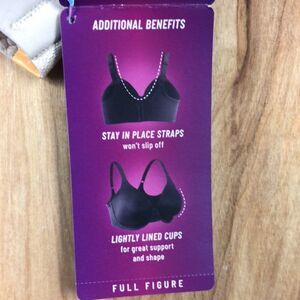 ADDITIONAL BENEFITS
STAY IN PLACE STRAPS
won't slip off
LIGHTLY LINED CUPS
for great support
and shape
FULL FIGURE